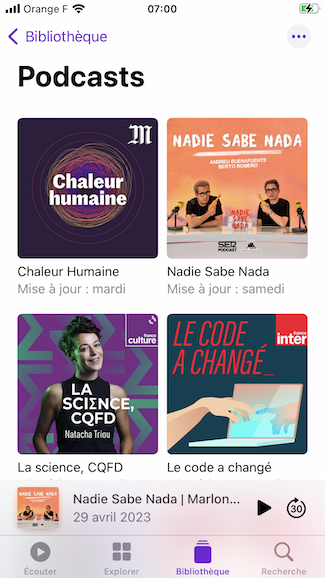 Orange F 07:00
Bibliothèque
Podcasts
M
Chaleur
humaine
NADIE SABE NADA
ANDREU BUENAFUENTE
BERTO ROMERO
NADIE
SABE
NADA
SER
PODCAST
Chaleur Humaine
Mise à jour : mardi
Nadie Sabe Nada
Mise à jour : samedi
france
culture
LA
SCIENCE,
CQFD
Natacha Triou
france
inter
LE CODE
A CHANGÉ_
La science, CQFD
Le code a changé
NADIE SABE NADA
Nadie Sabe Nada | Marlon...
29 avril 2023
30
Écouter
Explorer
Bibliothèque
Recherche